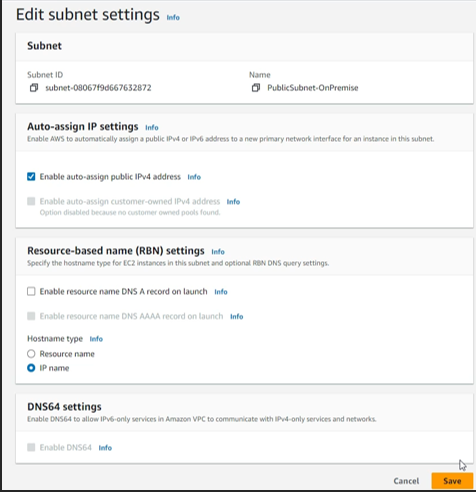 Edit subnet settings Info
Subnet
Subnet ID
subnet-08067f9d667632872
Name
PublicSubnet-OnPremise
Auto-assign IP settings Info
Enable AWS to automatically assign a public IPv4 or IPv6 address to a new primary network interface for an instance in this subnet.
Enable auto-assign public IPv4 address Info
Enable auto-assign customer-owned IPv4 address Info
Option disabled because no customer owned pools found.
Resource-based name (RBN) settings Info
Specify the hostname type for EC2 instances in this subnet and optional RBN DNS query settings.
Enable resource name DNS A record on launch Info
Enable resource name DNS AAAA record on launch Info
Hostname type Info
Resource name
IP name
DNS64 settings
Enable DNS64 to allow IPv6-only services in Amazon VPC to communicate with IPv4-only services and networks.
Enable DNS64 Info
Cancel Save